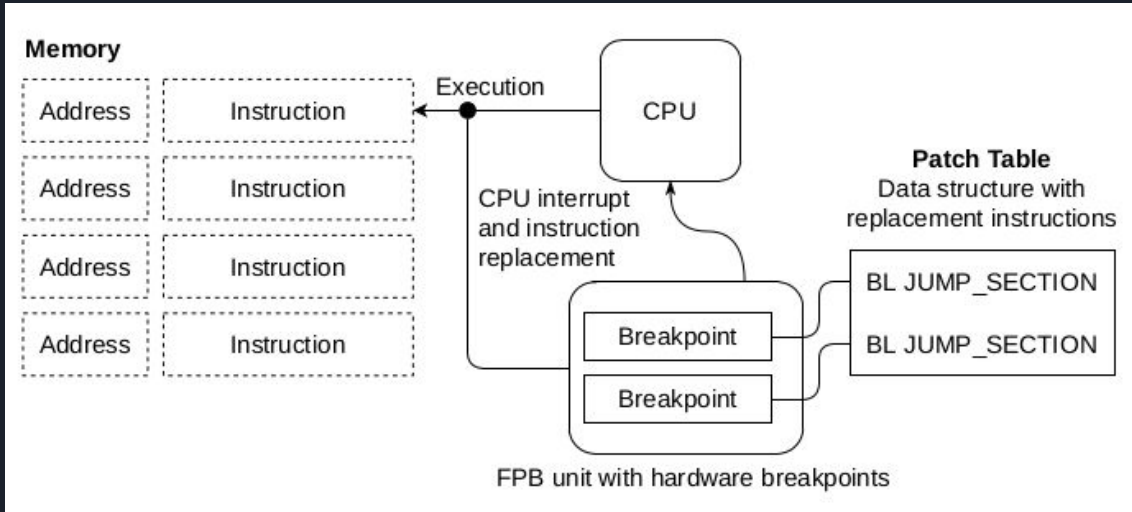 Memory
Address
Instruction
Address
Instruction
Address
Instruction
Address
Instruction
Execution
CPU
CPU interrupt
and instruction
replacement
Breakpoint
Breakpoint
FPB unit with hardware breakpoints
Patch Table
Data structure with
replacement instructions
BL JUMP_SECTION
BL JUMP_SECTION